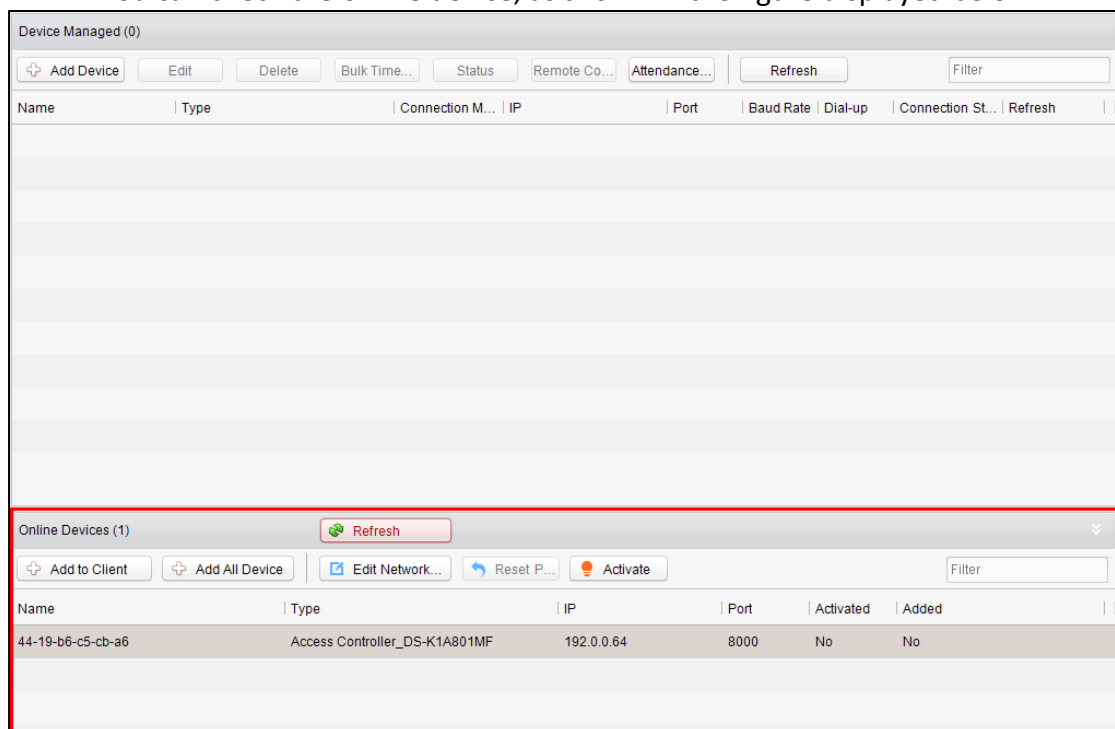 Device Managed (0)
Add Device Edit Delete Bulk Time... Status Remote Co... Attendance... Refresh Filter
Name Type Connection M... IP Port Baud Rate Dial-up Connection St... Refresh
Online Devices (1) Refresh
Add to Client Add All Device Edit Network... Reset P... Activate Filter
Name Type IP Port Activated Added
44-19-b6-c5-cb-a6 Access Controller_DS-K1A801MF 192.0.0.64 8000 No No